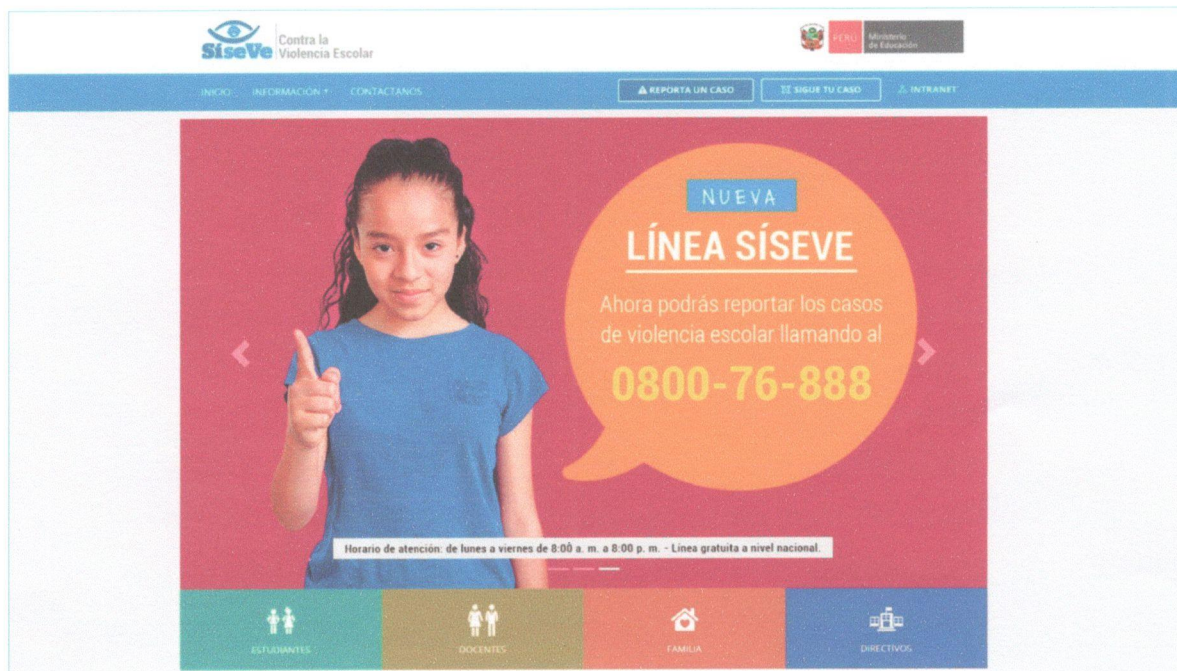 SíseVe
Contra la
Violencia Escolar
PERÚ
Ministerio
de Educación
INICIO
INFORMACIÓN
CONTÁCTANOS
REPORTA UN CASO
SIGUE TU CASO
INTRANET
NUEVA
LÍNEA SÍSEVE
Ahora podrás reportar los casos
de violencia escolar llamando al
0800-76-888
Horario de atención: de lunes a viernes de 8:00 a. m. a 8:00 p. m. - Línea gratuita a nivel nacional.
ESTUDIANTES
DOCENTES
FAMILIA
DIRECTIVOS